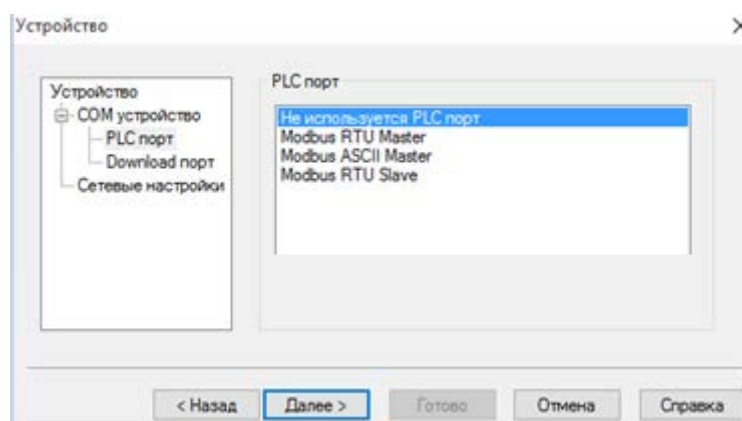 Устройство
Устройство
COM устройство
PLC порт
Download порт
Сетевые настройки
PLC порт
Не используется PLC порт
Modbus RTU Master
Modbus ASCII Master
Modbus RTU Slave
< Назад
Далее >
Готово
Отмена
Справка